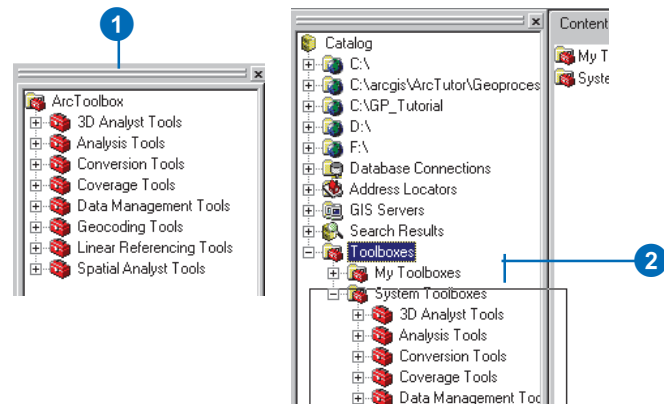 1
ArcToolbox
3D Analyst Tools
Analysis Tools
Conversion Tools
Coverage Tools
Data Management Tools
Geocoding Tools
Linear Referencing Tools
Spatial Analyst Tools
Catalog
C:\
C:\arcgis\ArcTutor\Geoproces
C:\GP_Tutorial
D:\
F:\
Database Connections
Address Locators
GIS Servers
Search Results
Toolboxes
My Toolboxes
System Toolboxes
3D Analyst Tools
Analysis Tools
Conversion Tools
Coverage Tools
Data Management Too
Content
My T
Syste
2